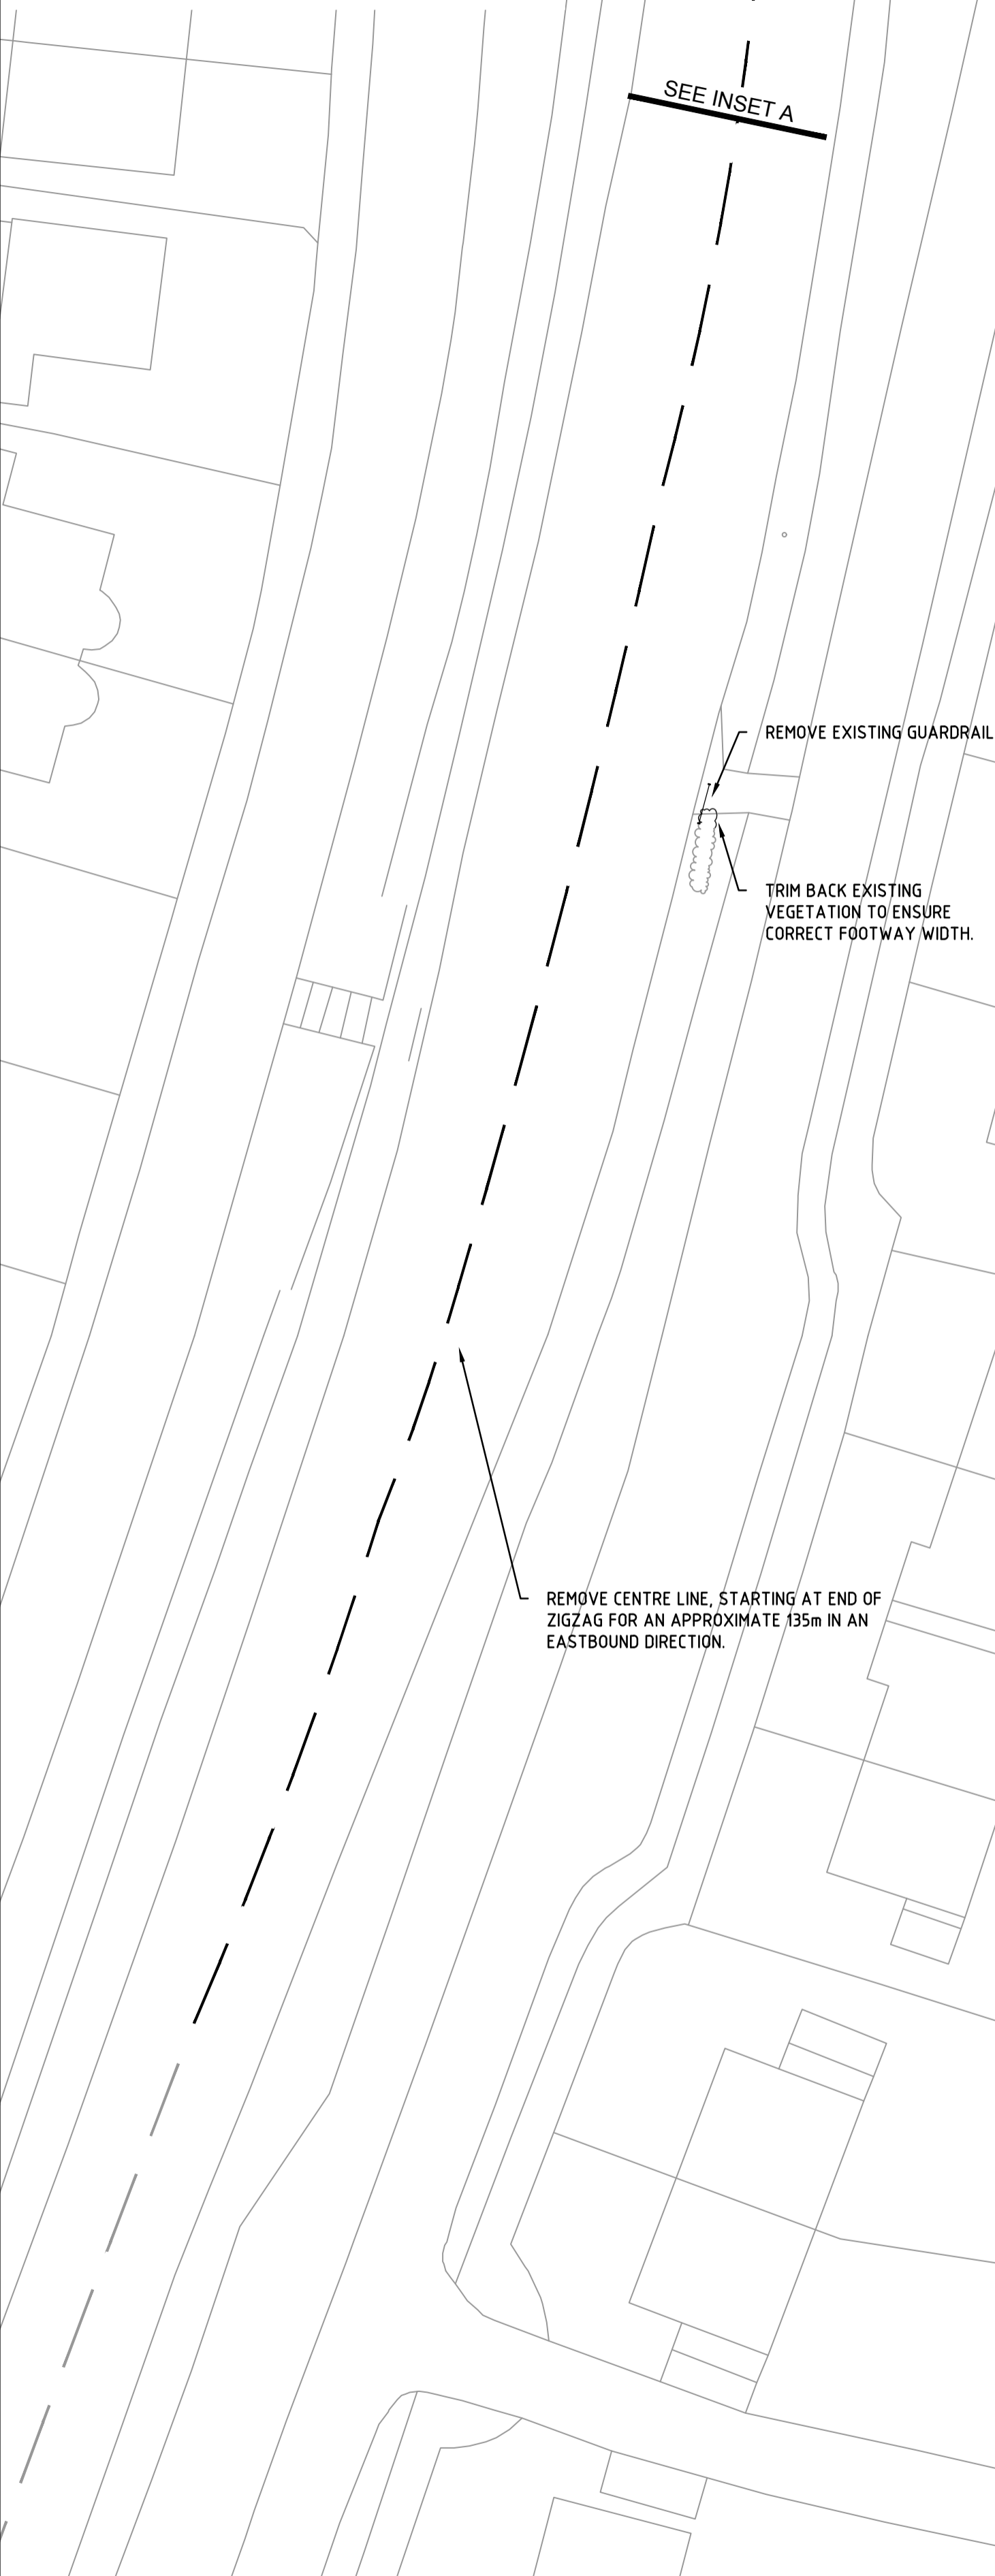 SEE INSET A
REMOVE EXISTING GUARDRAIL
TRIM BACK EXISTING
VEGETATION TO ENSURE
CORRECT FOOTWAY WIDTH.
REMOVE CENTRE LINE, STARTING AT END OF
ZIGZAG FOR AN APPROXIMATE 135m IN AN
EASTBOUND DIRECTION.